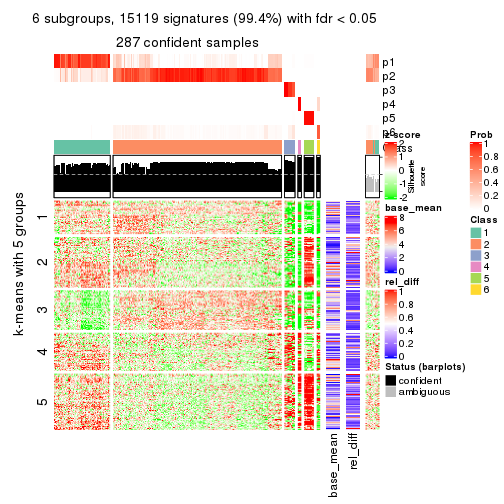 6 subgroups, 15119 signatures (99.4%) with fdr < 0.05
287 confident samples
p1
p2
p3
p4
p5
p6
Class
Silhouette
score
k-means with 5 groups
1
2
3
4
5
base_mean
rel_diff
z-score
2
1
0
-1
-2
base_mean
8
6
4
2
0
rel_diff
1
0.8
0.6
0.4
0.2
0
Status (barplots)
confident
ambiguous
Prob
1
0.8
0.6
0.4
0.2
0
Class
1
2
3
4
5
6